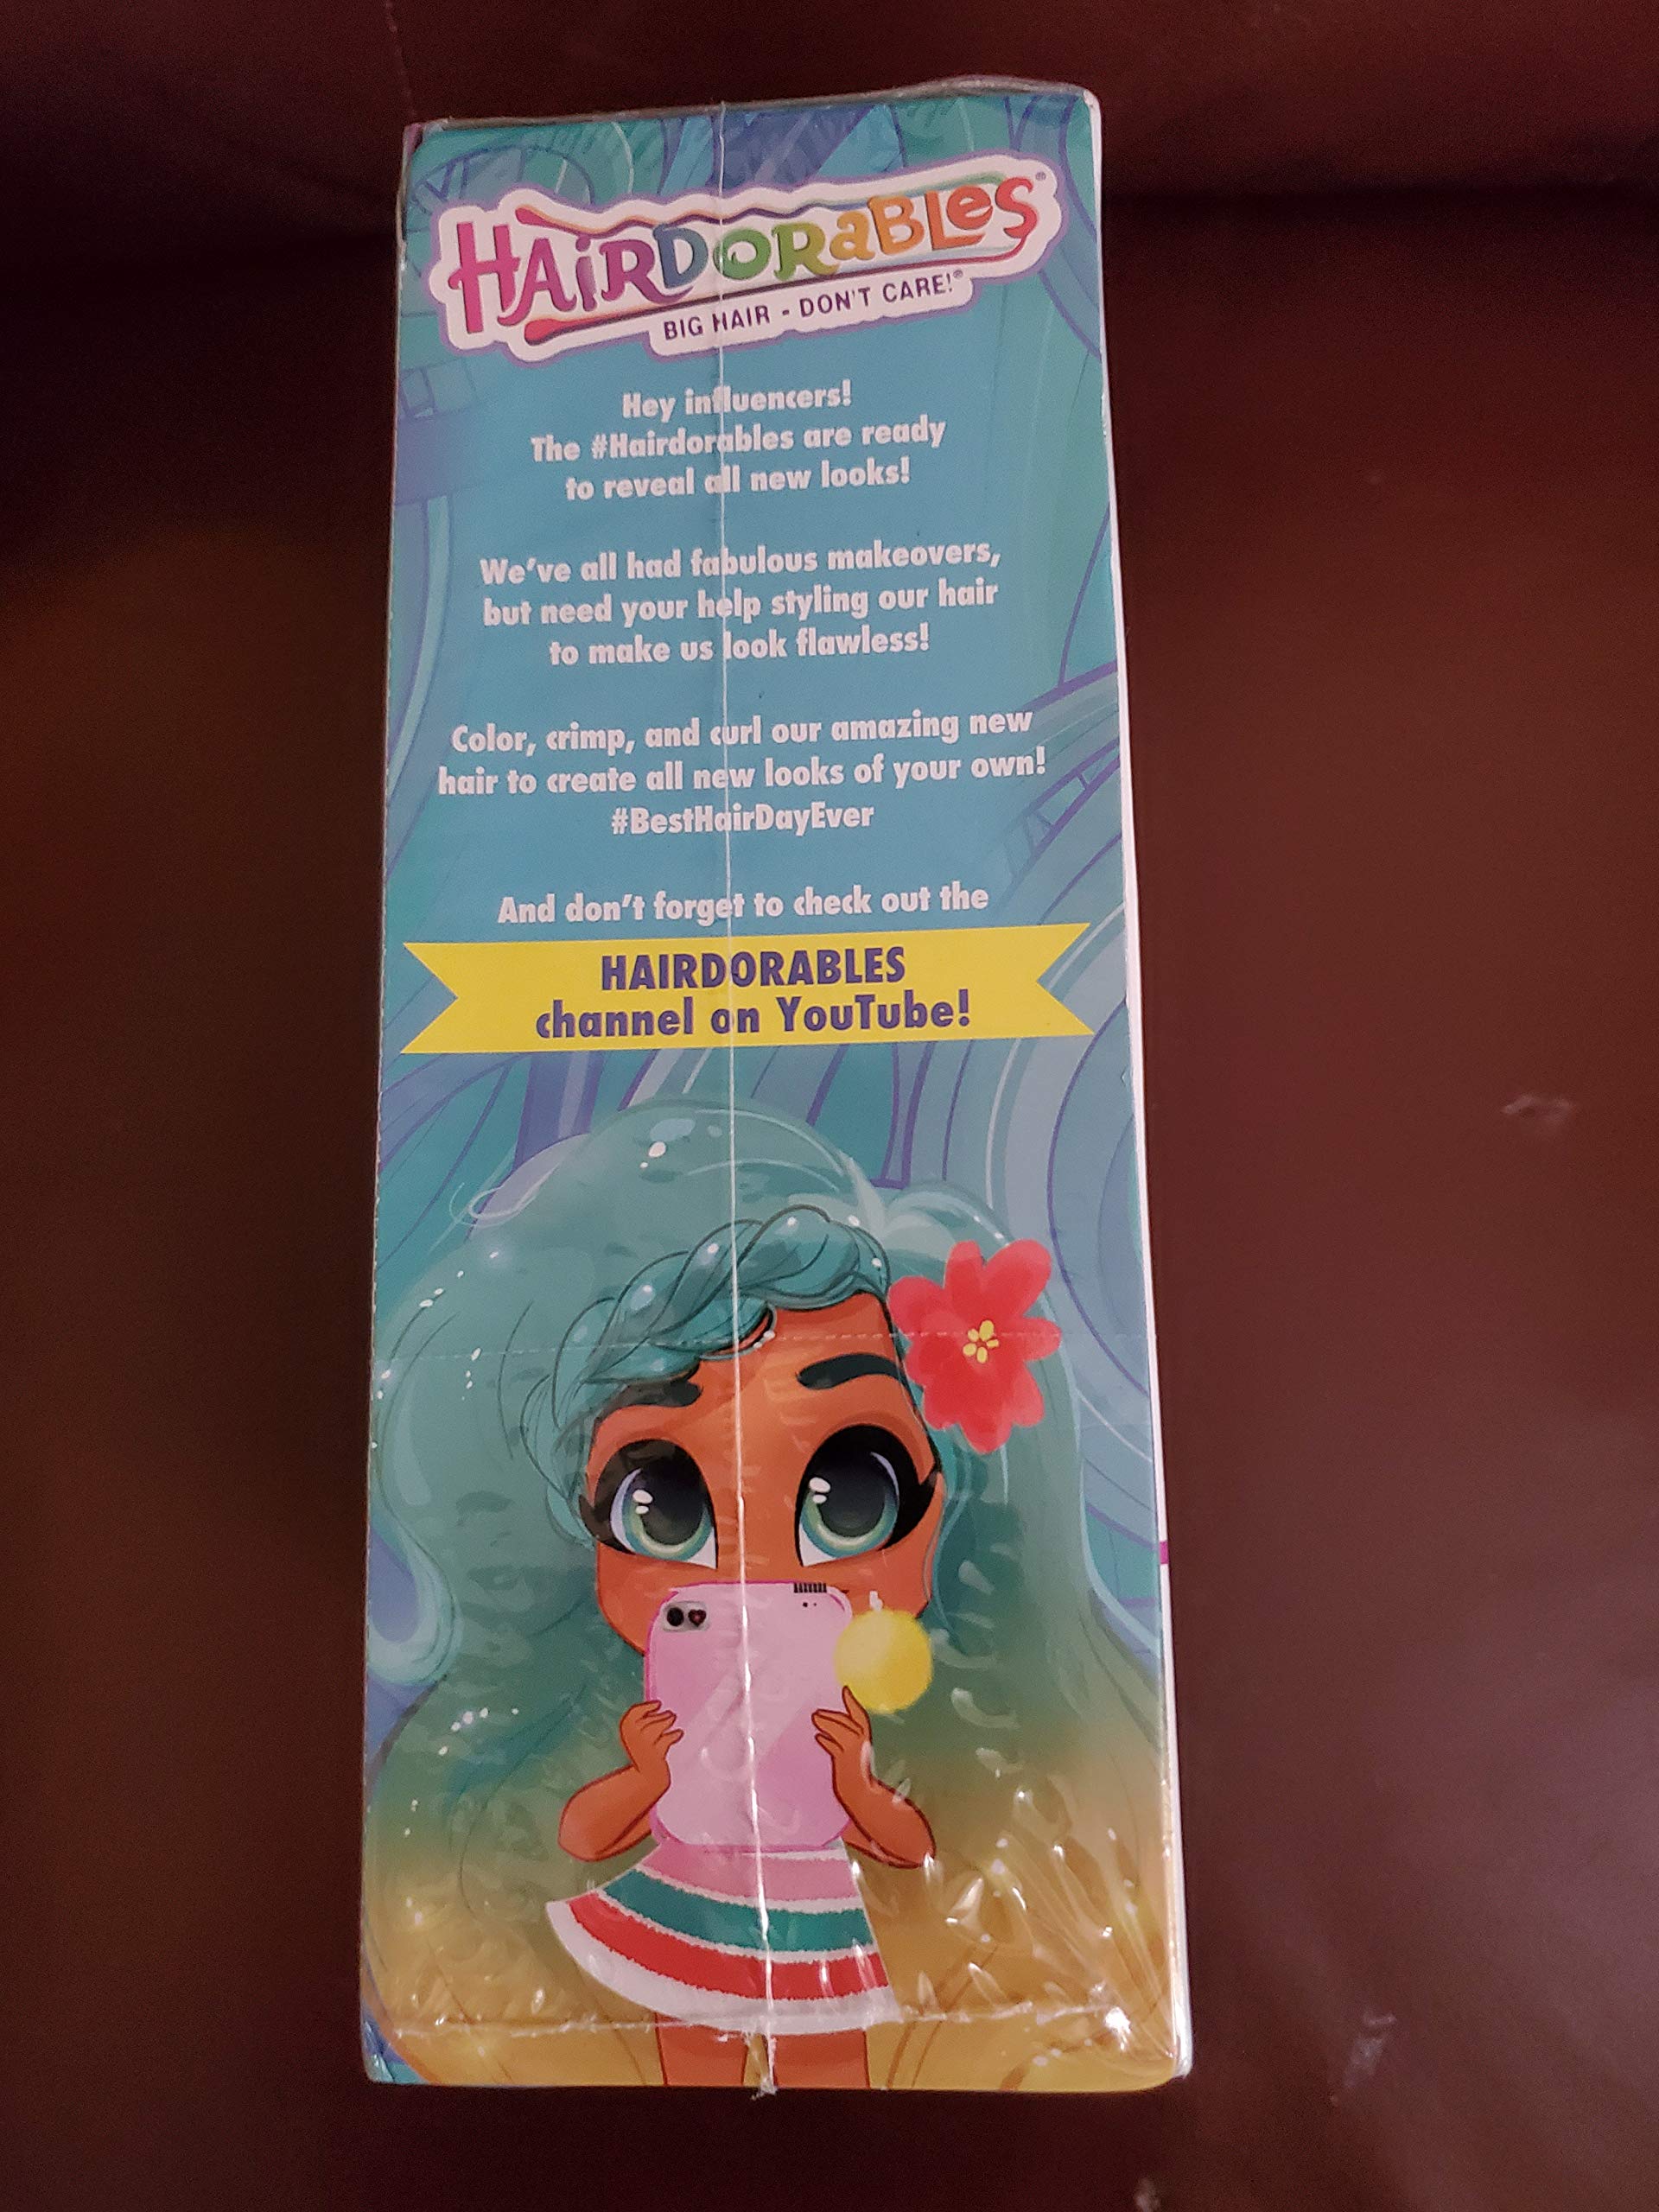 HAIRDORABLES®
BIG HAIR - DON'T CARE!®
Hey influencers!
The #Hairdorables are ready
to reveal all new looks!
We've all had fabulous makeovers,
but need your help styling our hair
to make us look flawless!
Color, crimp, and curl our amazing new
hair to create all new looks of your own!
#BestHairDayEver
And don't forget to check out the
HAIRDORABLES
channel on YouTube!